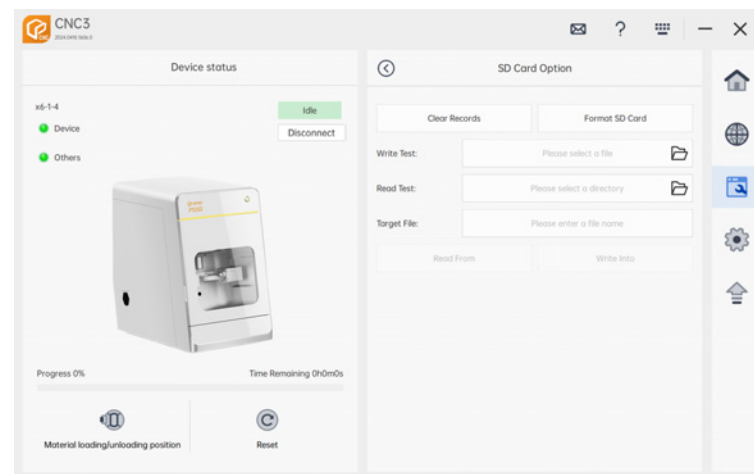 CNC3
Device status
SD Card Option
x6-1-4
Idle
Device
Disconnect
Others
Clear Records
Format SD Card
Write Test:
Please select a file
Read Test:
Please select a directory
Target File:
Please enter a file name
Read From
Write Into
Progress 0%
Time Remaining 0h0m0s
Material loading/unloading position
Reset